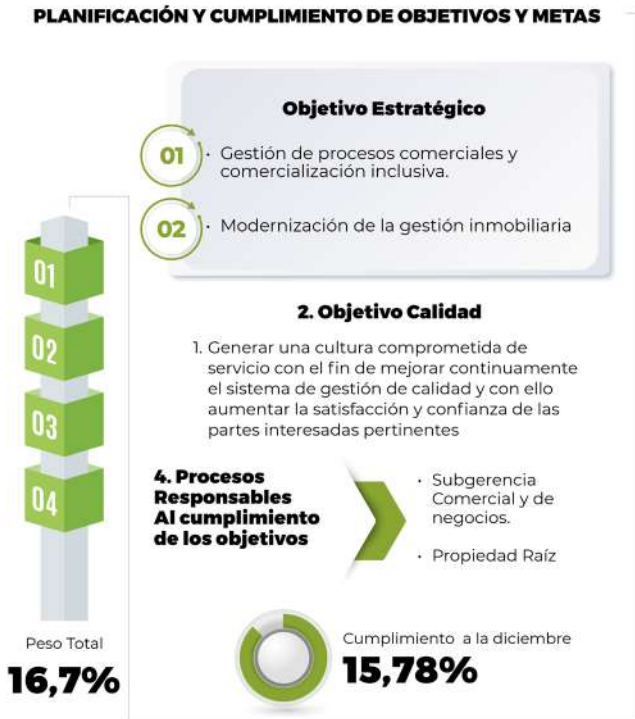 PLANIFICACIÓN Y CUMPLIMIENTO DE OBJETIVOS Y METAS
Objetivo Estratégico
01
· Gestión de procesos comerciales y
comercialización inclusiva.
02
· Modernización de la gestión inmobiliaria
01
02
03
04
2. Objetivo Calidad
1. Generar una cultura comprometida de
servicio con el fin de mejorar continuamente
el sistema de gestión de calidad y con ello
aumentar la satisfacción y confianza de las
partes interesadas pertinentes
4. Procesos
Responsables
Al cumplimiento
de los objetivos
· Subgerencia
Comercial y de
negocios.
· Propiedad Raíz
Peso Total
16,7%
Cumplimiento a la diciembre
15,78%